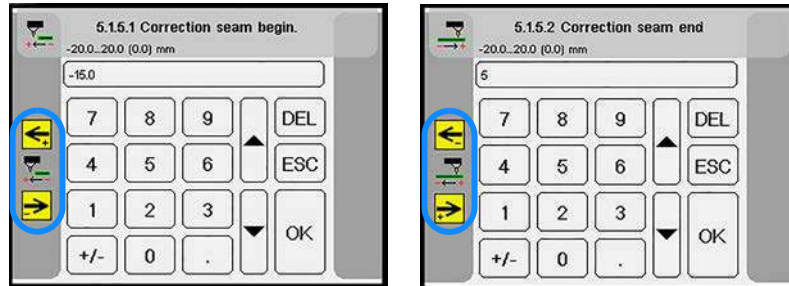 5.1.5.1 Correction seam begin.
-20.0..20.0 (0.0) mm
-15.0
7 8 9 DEL
4 5 6 ESC
1 2 3
+/- 0 . OK
5.1.5.2 Correction seam end
-20.0..20.0 (0.0) mm
5
7 8 9 DEL
4 5 6 ESC
1 2 3
+/- 0 . OK